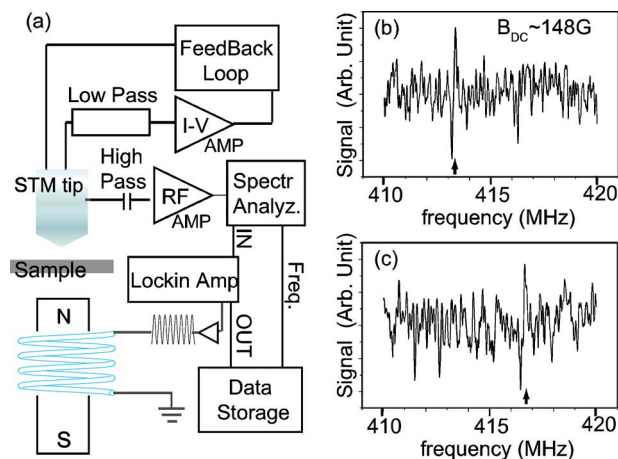 (a)
FeedBack
Loop
Low Pass
I-V
AMP
High
Pass
STM tip
RF
AMP
Spectr
Analyz.
IN
Sample
Lockin Amp
Freq.
N
OUT
S
Data
Storage
(b)
B_DC~148G
Signal (Arb. Unit)
410 415 420
frequency (MHz)
(c)
Signal (Arb. Unit)
410 415 420
frequency (MHz)